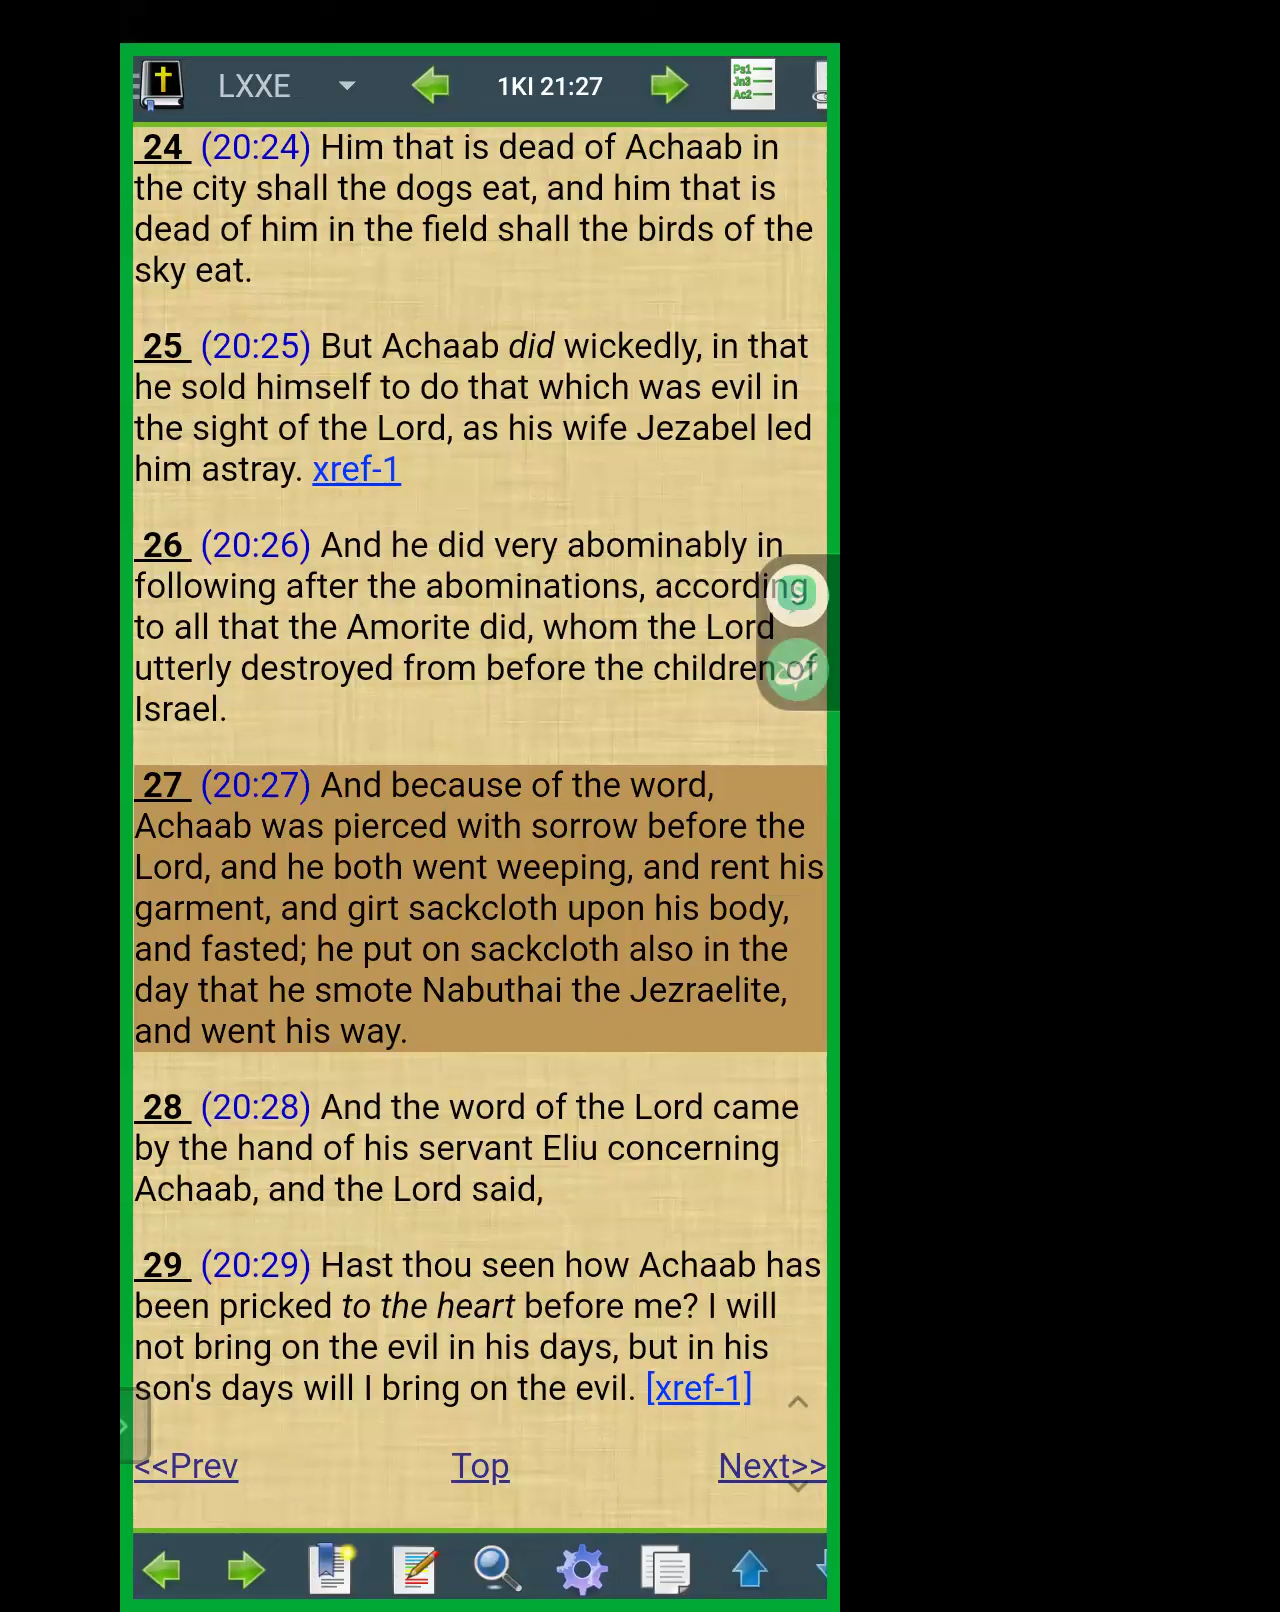 LXXE 1KI 21:27
Ps1
Jn3
Ac2
24 (20:24) Him that is dead of Achaab in
the city shall the dogs eat, and him that is
dead of him in the field shall the birds of the
sky eat.
25 (20:25) But Achaab did wickedly, in that
he sold himself to do that which was evil in
the sight of the Lord, as his wife Jezabel led
him astray. xref-1
26 (20:26) And he did very abominably in
following after the abominations, according
to all that the Amorite did, whom the Lord
utterly destroyed from before the children of
Israel.
27 (20:27) And because of the word,
Achaab was pierced with sorrow before the
Lord, and he both went weeping, and rent his
garment, and girt sackcloth upon his body,
and fasted; he put on sackcloth also in the
day that he smote Nabuthai the Jezraelite,
and went his way.
28 (20:28) And the word of the Lord came
by the hand of his servant Eliu concerning
Achaab, and the Lord said,
29 (20:29) Hast thou seen how Achaab has
been pricked to the heart before me? I will
not bring on the evil in his days, but in his
son's days will I bring on the evil. [xref-1]
<<Prev Top Next>>